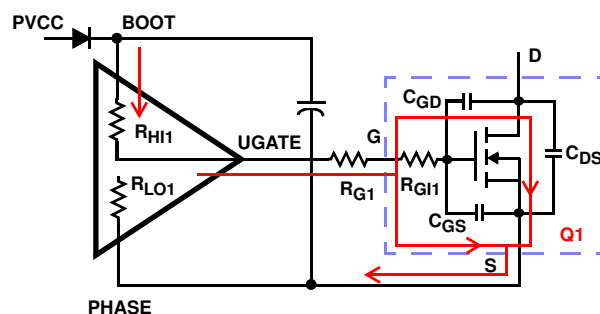 PVCC
BOOT
D
CGD
RHI1
UGATE
G
CDS
RLO1
RG1
RGI1
CGS
Q1
S
PHASE